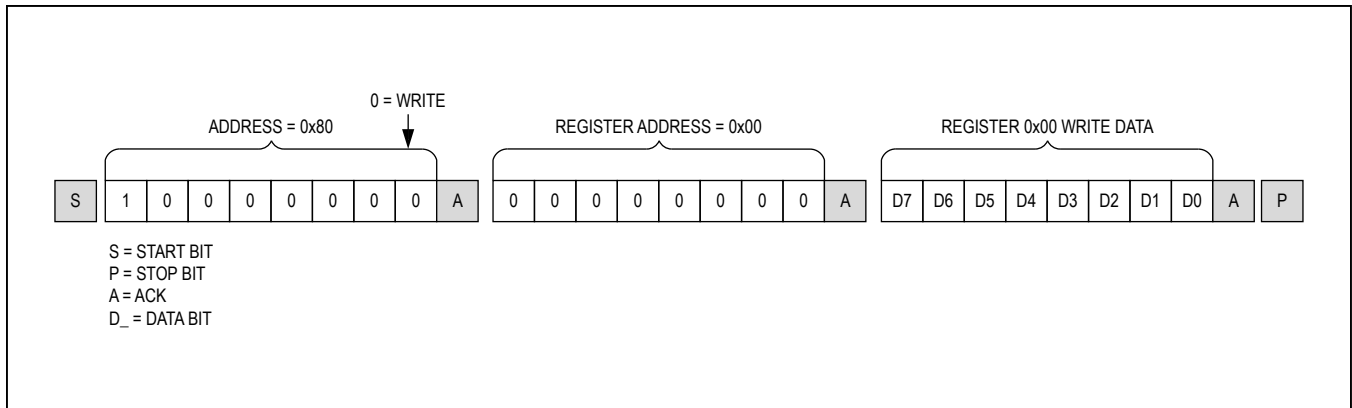 0 = WRITE
ADDRESS = 0x80 REGISTER ADDRESS = 0x00 REGISTER 0x00 WRITE DATA
S 1 0 0 0 0 0 0 0 A 0 0 0 0 0 0 0 0 A D7 D6 D5 D4 D3 D2 D1 D0 A P
S = START BIT
P = STOP BIT
A = ACK
D_ = DATA BIT